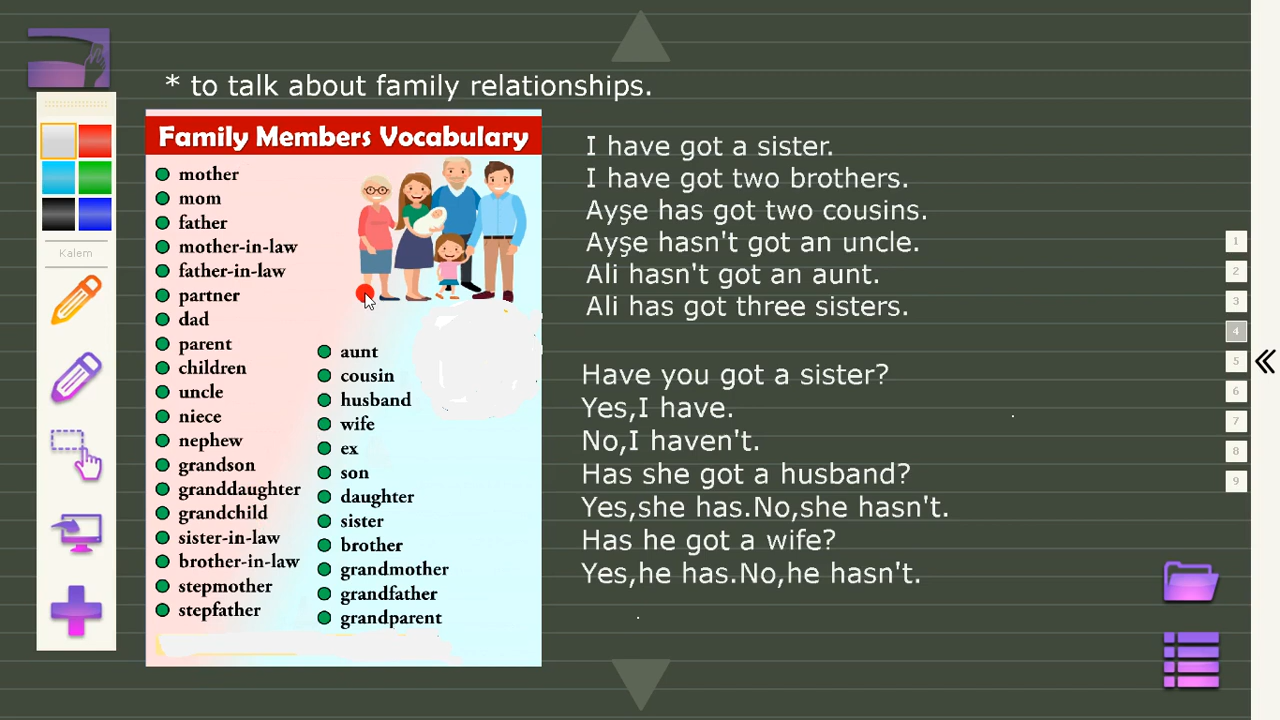 * to talk about family relationships.
Family Members Vocabulary
mother
mom
father
mother-in-law
father-in-law
partner
dad
parent
children
uncle
niece
nephew
grandson
granddaughter
grandchild
sister-in-law
brother-in-law
stepmother
stepfather
aunt
cousin
husband
wife
ex
son
daughter
sister
brother
grandmother
grandfather
grandparent
I have got a sister.
I have got two brothers.
Ayşe has got two cousins.
Ayşe hasn't got an uncle.
Ali hasn't got an aunt.
Ali has got three sisters.
Have you got a sister?
Yes,I have.
No,I haven't.
Has she got a husband?
Yes,she has.No,she hasn't.
Has he got a wife?
Yes,he has.No,he hasn't.
Kalem
1
2
3
4
5
6
7
8
9